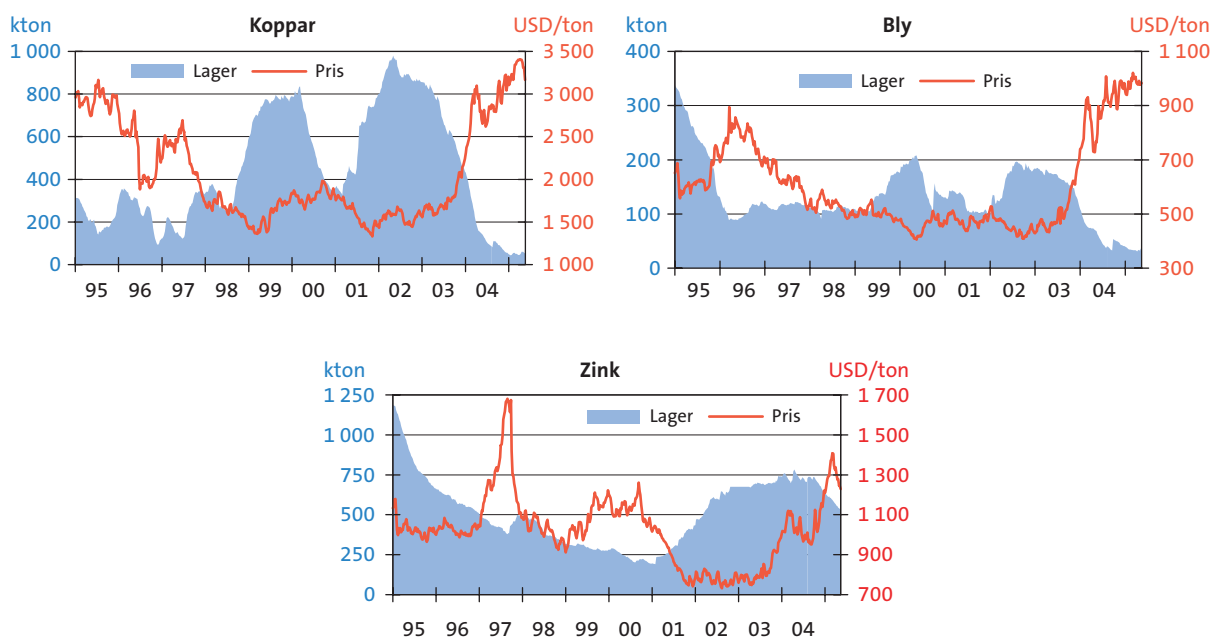 kton Koppar USD/ton
1 000 3 500
Lager Pris
800 3 000
600 2 500
400 2 000
200 1 500
0 1 000
95 96 97 98 99 00 01 02 03 04
kton Bly USD/ton
400 1 100
Lager Pris
300 900
200 700
100 500
0 300
95 96 97 98 99 00 01 02 03 04
kton Zink USD/ton
1 250 1 700
Lager Pris
1 000 1 500
750 1 300
500 1 100
250 900
0 700
95 96 97 98 99 00 01 02 03 04